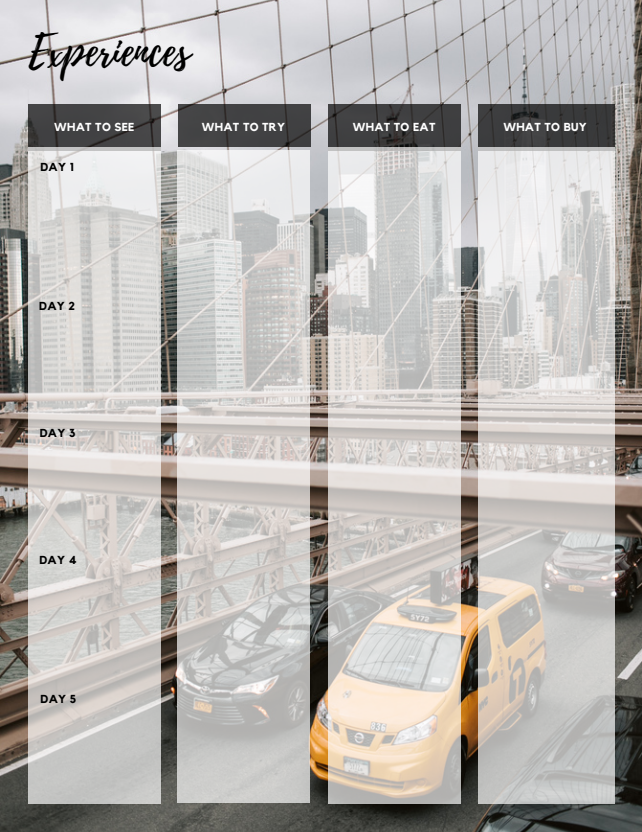 Experiences
WHAT TO SEE WHAT TO TRY WHAT TO EAT WHAT TO BUY
DAY 1
DAY 2
DAY 3
DAY 4
5Y72
DAY 5